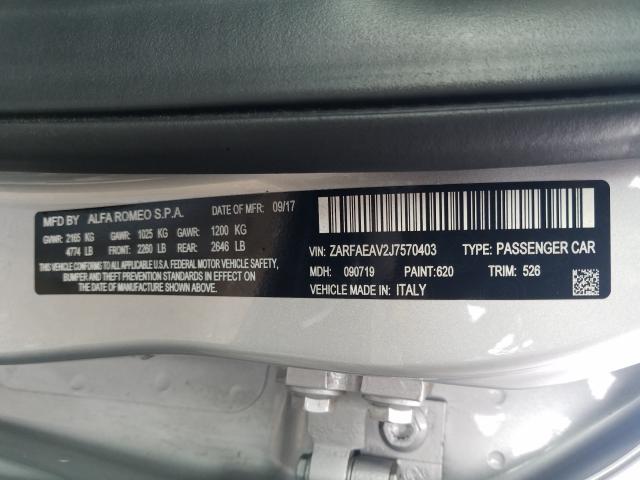 MFD BY ALFA ROMEO S.P.A. DATE OF MFR: 09/17
GVWR: 2165 KG GAWR: 1025 KG GAWR: 1200 KG
4774 LB FRONT: 2260 LB REAR: 2646 LB
THIS VEHICLE CONFORMS TO ALL APPLICABLE U.S.A. FEDERAL MOTOR VEHICLE SAFETY,
BUMPER AND THEFT PREVENTION STANDARDS IN EFFECT ON
THE DATE OF MANUFACTURE SHOWN ABOVE.
VIN: ZARFAEAV2J7570403 TYPE: PASSENGER CAR
MDH: 090719 PAINT:620 TRIM: 526
VEHICLE MADE IN: ITALY